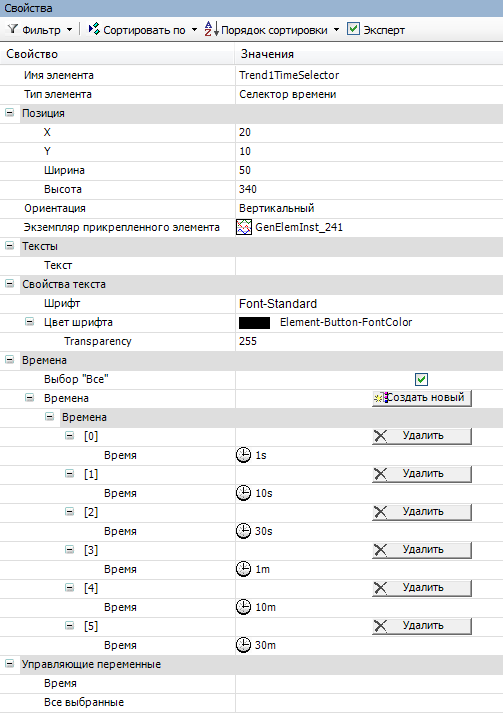 Свойства
Фильтр Сортировать по Порядок сортировки Эксперт
Свойство Значения
Имя элемента Trend1TimeSelector
Тип элемента Селектор времени
Позиция
X 20
Y 10
Ширина 50
Высота 340
Ориентация Вертикальный
Экземпляр прикрепленного элемента GenElemInst_241
Тексты
Текст
Свойства текста
Шрифт Font-Standard
Цвет шрифта Element-Button-FontColor
Transparency 255
Времена
Выбор "Все"
Времена Создать новый
Времена
[0] Удалить
Время 1s
[1] Удалить
Время 10s
[2] Удалить
Время 30s
[3] Удалить
Время 1m
[4] Удалить
Время 10m
[5] Удалить
Время 30m
Управляющие переменные
Время
Все выбранные